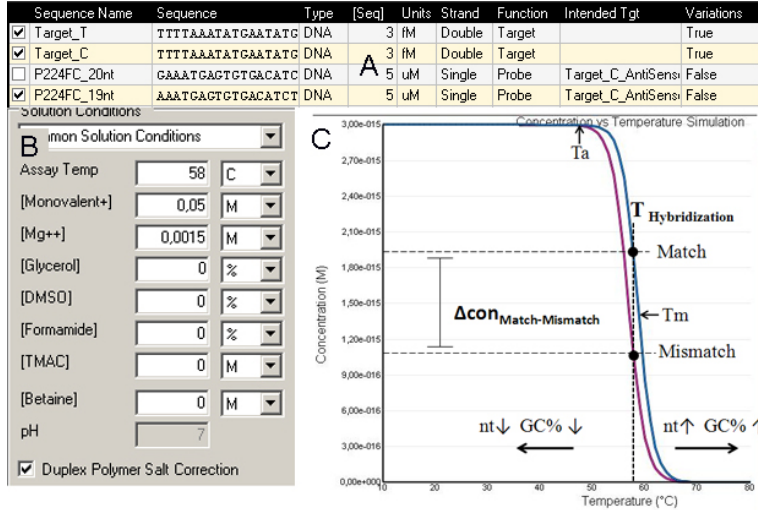 Sequence Name Sequence Type [Seq] Units Strand Function Intended Tgt Variations
Target_T TTTTAAATATGAATATG DNA 3 fM Double Target True
Target_C TTTTAAATATGAATATG DNA 3 fM Double Target True
P224FC_20nt GAAATGAGTGTGACATC DNA 5 uM Single Probe Target_C_AntiSens False
P224FC_19nt AAATGAGTGTGACATCT DNA 5 uM Single Probe Target_C_AntiSens False
A
Solution Conditions
mmon Solution Conditions
B
Assay Temp 58 C
[Monovalent+] 0,05 M
[Mg++] 0,0015 M
[Glycerol] 0 %
[DMSO] 0 %
[Formamide] 0 %
[TMAC] 0 M
[Betaine] 0 M
pH 7
Duplex Polymer Salt Correction
C
Concentration vs Temperature Simulation
3,00e-015
2,70e-015
2,40e-015
2,10e-015
1,80e-015
1,50e-015
1,20e-015
9,00e-016
6,00e-016
3,00e-016
0,00e+000
Concentration (M)
Ta
T Hybridization
Match
Δcon Match-Mismatch
Tm
Mismatch
nt↓ GC% ↓
nt↑ GC% ↑
10 20 30 40 50 60 70 80
Temperature (°C)